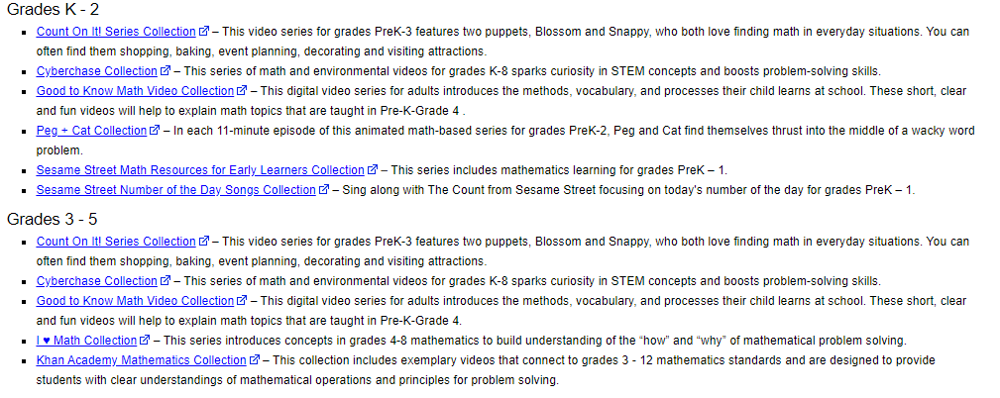 Grades K - 2
▪ Count On It! Series Collection – This video series for grades PreK-3 features two puppets, Blossom and Snappy, who both love finding math in everyday situations. You can
often find them shopping, baking, event planning, decorating and visiting attractions.
▪ Cyberchase Collection – This series of math and environmental videos for grades K-8 sparks curiosity in STEM concepts and boosts problem-solving skills.
▪ Good to Know Math Video Collection – This digital video series for adults introduces the methods, vocabulary, and processes their child learns at school. These short, clear
and fun videos will help to explain math topics that are taught in Pre-K-Grade 4 .
▪ Peg + Cat Collection – In each 11-minute episode of this animated math-based series for grades PreK-2, Peg and Cat find themselves thrust into the middle of a wacky word
problem.
▪ Sesame Street Math Resources for Early Learners Collection – This series includes mathematics learning for grades PreK – 1.
▪ Sesame Street Number of the Day Songs Collection – Sing along with The Count from Sesame Street focusing on today's number of the day for grades PreK – 1.
Grades 3 - 5
▪ Count On It! Series Collection – This video series for grades PreK-3 features two puppets, Blossom and Snappy, who both love finding math in everyday situations. You can
often find them shopping, baking, event planning, decorating and visiting attractions.
▪ Cyberchase Collection – This series of math and environmental videos for grades K-8 sparks curiosity in STEM concepts and boosts problem-solving skills.
▪ Good to Know Math Video Collection – This digital video series for adults introduces the methods, vocabulary, and processes their child learns at school. These short, clear
and fun videos will help to explain math topics that are taught in Pre-K-Grade 4.
▪ I ♥ Math Collection – This series introduces concepts in grades 4-8 mathematics to build understanding of the “how” and “why” of mathematical problem solving.
▪ Khan Academy Mathematics Collection – This collection includes exemplary videos that connect to grades 3 - 12 mathematics standards and are designed to provide
students with clear understandings of mathematical operations and principles for problem solving.